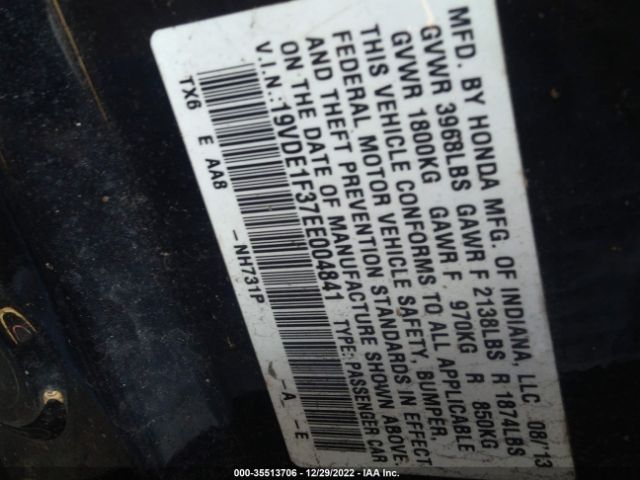 MFD. BY HONDA MFG. OF INDIANA, LLC 08/13
GVWR 3968LBS GAWR F 2138LBS R 1874LBS
GVWR 1800KG GAWR F 970KG R 850KG
THIS VEHICLE CONFORMS TO ALL APPLICABLE
FEDERAL MOTOR VEHICLE SAFETY, BUMPER,
AND THEFT PREVENTION STANDARDS IN EFFECT
ON THE DATE OF MANUFACTURE SHOWN ABOVE.
V.I.N.:19VDE1F37EE004841 TYPE:PASSENGER CAR
TX6 E AA8 -NH731P -A -E
000-35513706 - 12/29/2022 - IAA Inc.